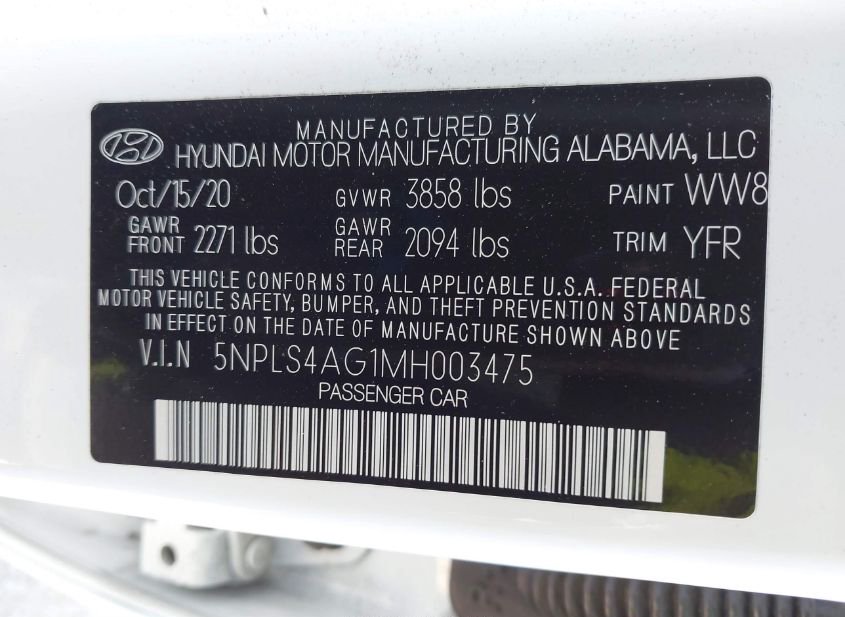 MANUFACTURED BY
HYUNDAI MOTOR MANUFACTURING ALABAMA, LLC
Oct/15/20 GVWR 3858 lbs PAINT WW8
GAWR FRONT 2271 lbs GAWR REAR 2094 lbs TRIM YFR
THIS VEHICLE CONFORMS TO ALL APPLICABLE U.S.A. FEDERAL
MOTOR VEHICLE SAFETY, BUMPER, AND THEFT PREVENTION STANDARDS
IN EFFECT ON THE DATE OF MANUFACTURE SHOWN ABOVE
V.I.N 5NPLS4AG1MH003475
PASSENGER CAR